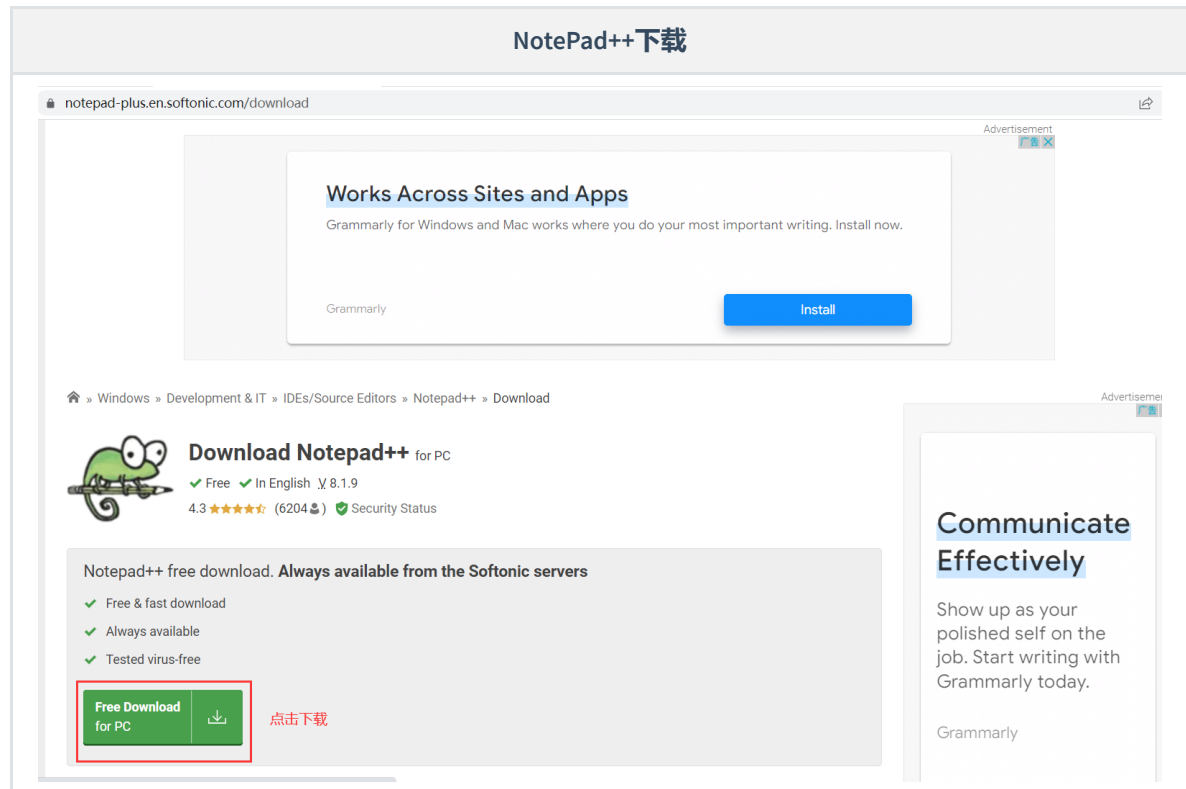 NotePad++下载
notepad-plus.en.softonic.com/download
Advertisement
广告
Works Across Sites and Apps
Grammarly for Windows and Mac works where you do your most important writing. Install now.
Grammarly
Install
» Windows » Development & IT » IDEs/Source Editors » Notepad++ » Download
Advertisemen
广告
Download Notepad++ for PC
Free In English V 8.1.9
4.3 (6204)
Security Status
Notepad++ free download. Always available from the Softonic servers
Free & fast download
Always available
Tested virus-free
Free Download
for PC
点击下载
Communicate
Effectively
Show up as your
polished self on the
job. Start writing with
Grammarly today.
Grammarly